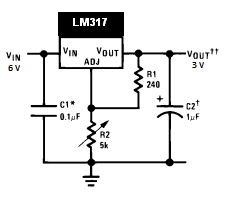 LM317
VIN
6 V
VIN
VOUT
ADJ
VOUT††
3 V
R1
240
C1*
0.1μF
R2
5k
C2†
+
1μF